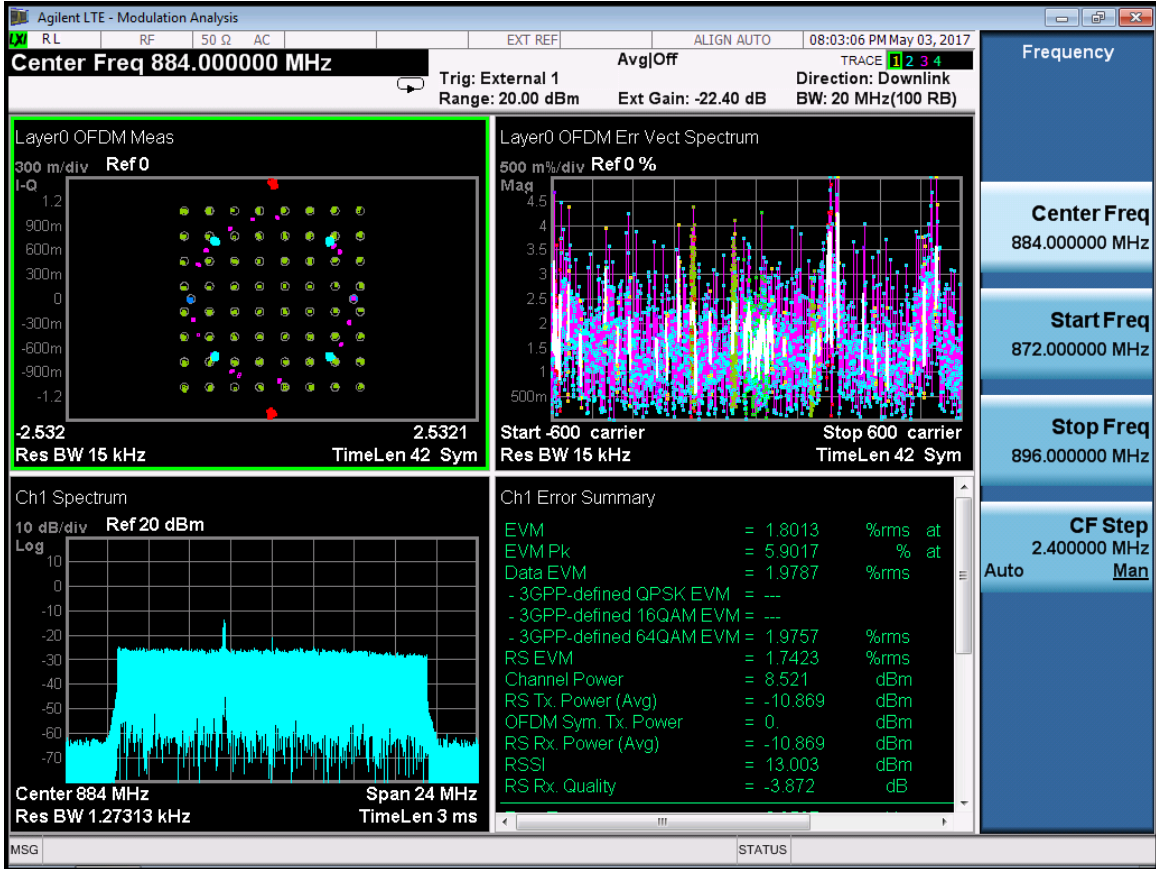 Agilent LTE - Modulation Analysis
LXI RL RF 50 Ω AC EXT REF ALIGN AUTO 08:03:06 PM May 03, 2017
Center Freq 884.000000 MHz
Avg|Off
TRACE 1 2 3 4
Trig: External 1
Direction: Downlink
Range: 20.00 dBm
Ext Gain: -22.40 dB
BW: 20 MHz(100 RB)
Frequency
Center Freq
884.000000 MHz
Start Freq
872.000000 MHz
Stop Freq
896.000000 MHz
CF Step
2.400000 MHz
Auto Man
Layer0 OFDM Meas
300 m/div Ref 0
I-Q
1.2
900m
600m
300m
0
-300m
-600m
-900m
-1.2
-2.532 2.5321
Res BW 15 kHz TimeLen 42 Sym
Layer0 OFDM Err Vect Spectrum
500 m%/div Ref 0 %
Mag
4.5
4
3.5
3
2.5
2
1.5
1
500m
Start -600 carrier Stop 600 carrier
Res BW 15 kHz TimeLen 42 Sym
Ch1 Spectrum
10 dB/div Ref 20 dBm
Log
10
0
-10
-20
-30
-40
-50
-60
-70
Center 884 MHz Span 24 MHz
Res BW 1.27313 kHz TimeLen 3 ms
Ch1 Error Summary
EVM = 1.8013 %rms at
EVM Pk = 5.9017 % at
Data EVM = 1.9787 %rms
- 3GPP-defined QPSK EVM = ---
- 3GPP-defined 16QAM EVM = ---
- 3GPP-defined 64QAM EVM = 1.9757 %rms
RS EVM = 1.7423 %rms
Channel Power = 8.521 dBm
RS Tx. Power (Avg) = -10.869 dBm
OFDM Sym. Tx. Power = 0. dBm
RS Rx. Power (Avg) = -10.869 dBm
RSSI = 13.003 dBm
RS Rx. Quality = -3.872 dB
MSG STATUS